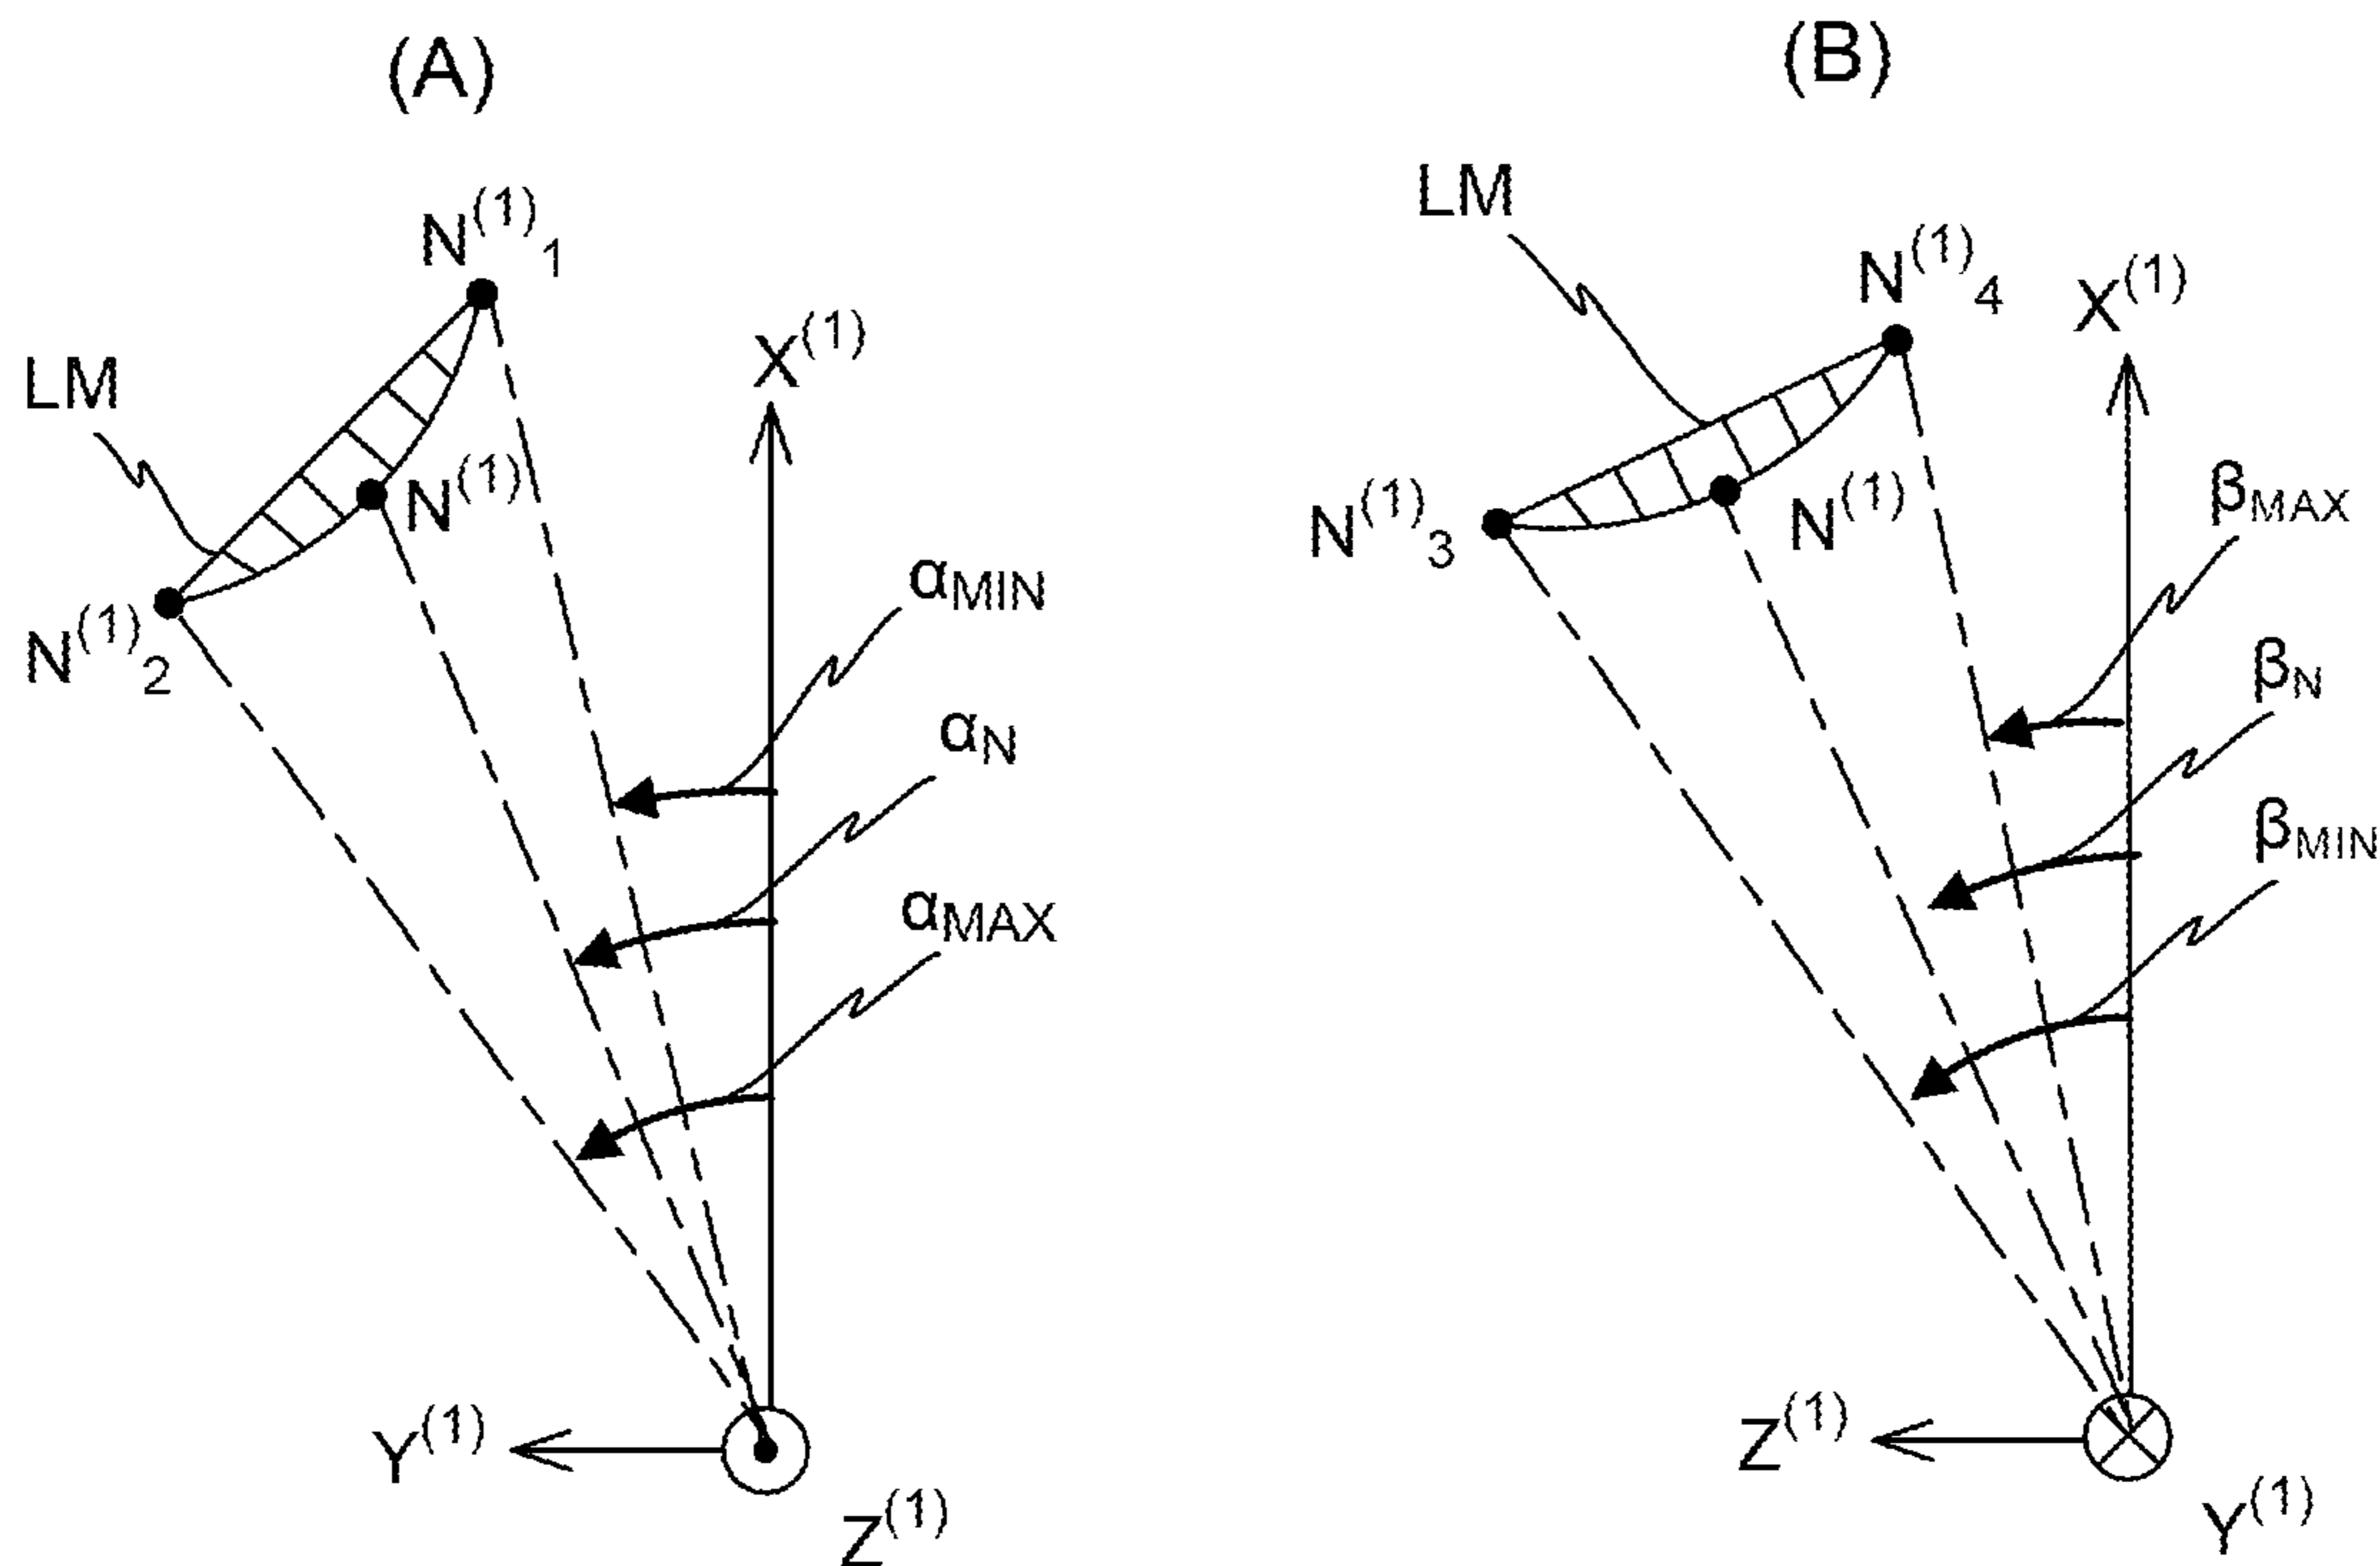 (A)
N⁽¹⁾₁
LM
X⁽¹⁾
N⁽¹⁾
N⁽¹⁾₂
αMIN
αN
αMAX
Y⁽¹⁾
Z⁽¹⁾
(B)
LM
N⁽¹⁾₄
X⁽¹⁾
N⁽¹⁾₃
N⁽¹⁾
βMAX
βN
βMIN
Z⁽¹⁾
Y⁽¹⁾